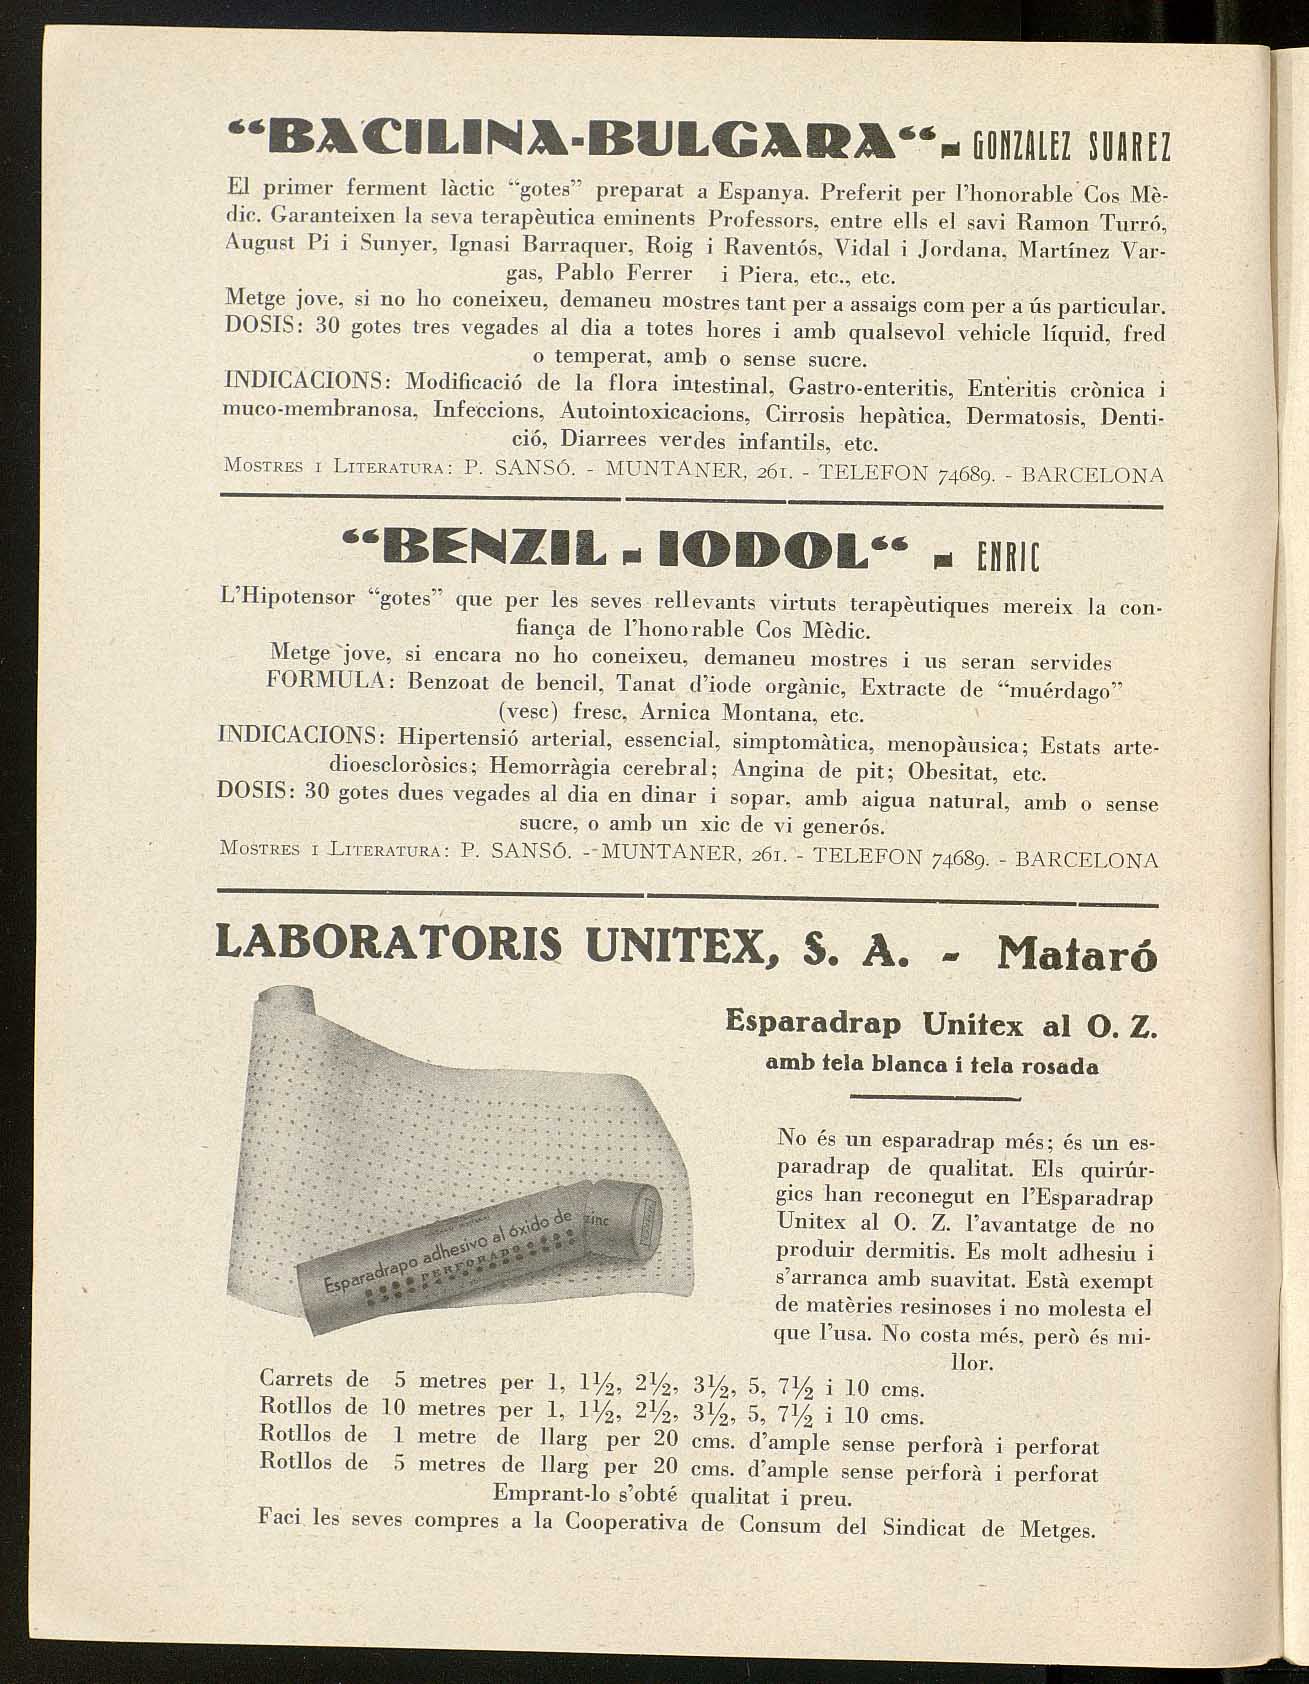 “BACILINA-BULGARA“ - GONZALEZ SUAREZ
El primer ferment làctic “gotes” preparat a Espanya. Preferit per l’honorable Cos Mè-
dic. Garanteixen la seva terapèutica eminents Professors, entre ells el savi Ramon Turró,
August Pi i Sunyer, Ignasi Barraquer, Roig i Raventós, Vidal i Jordana, Martínez Var-
gas, Pablo Ferrer i Piera, etc., etc.
Metge jove, si no ho coneixeu, demaneu mostres tant per a assaigs com per a ús particular.
DOSIS: 30 gotes tres vegades al dia a totes hores i amb qualsevol vehicle líquid, fred
o temperat, amb o sense sucre.
INDICACIONS: Modificació de la flora intestinal, Gastro-enteritis, Entèritis crònica i
muco-membranosa, Infeccions, Autointoxicacions, Cirrosis hepàtica, Dermatosis, Denti-
ció, Diarrees verdes infantils, etc.
MOSTRES I LITERATURA: P. SANSÓ. - MUNTANER, 261. - TELEFON 74689. - BARCELONA
“BENZIL - IODOL“ - ENRIC
L’Hipotensor “gotes” que per les seves rellevants virtuts terapèutiques mereix la con-
fiança de l’honorable Cos Mèdic.
Metge jove, si encara no ho coneixeu, demaneu mostres i us seran servides
FORMULA: Benzoat de bencil, Tanat d’iode orgànic, Extracte de “muérdago”
(vesc) fresc, Arnica Montana, etc.
INDICACIONS: Hipertensió arterial, essencial, simptomàtica, menopàusica; Estats arte-
dioescloròsics; Hemorràgia cerebral; Angina de pit; Obesitat, etc.
DOSIS: 30 gotes dues vegades al dia en dinar i sopar, amb aigua natural, amb o sense
sucre, o amb un xic de vi generós.
MOSTRES I LITERATURA: P. SANSÓ. - MUNTANER, 261. - TELEFON 74689. - BARCELONA
LABORATORIS UNITEX, S. A. - Mataró
Esparadrap Unitex al O. Z.
amb tela blanca i tela rosada
No és un esparadrap més; és un es-
paradrap de qualitat. Els quirúr-
gics han reconegut en l’Esparadrap
Unitex al O. Z. l’avantatge de no
produir dermitis. Es molt adhesiu i
s’arranca amb suavitat. Està exempt
de matèries resinoses i no molesta el
que l’usa. No costa més, però és mi-
llor.
Esparadrapo adhesivo al óxido de zinc
PERFORADO
Carrets de 5 metres per 1, 1½, 2½, 3½, 5, 7½ i 10 cms.
Rotllos de 10 metres per 1, 1½, 2½, 3½, 5, 7½ i 10 cms.
Rotllos de 1 metre de llarg per 20 cms. d’ample sense perforà i perforat
Rotllos de 5 metres de llarg per 20 cms. d’ample sense perforà i perforat
Emprant-lo s’obté qualitat i preu.
Faci les seves compres a la Cooperativa de Consum del Sindicat de Metges.